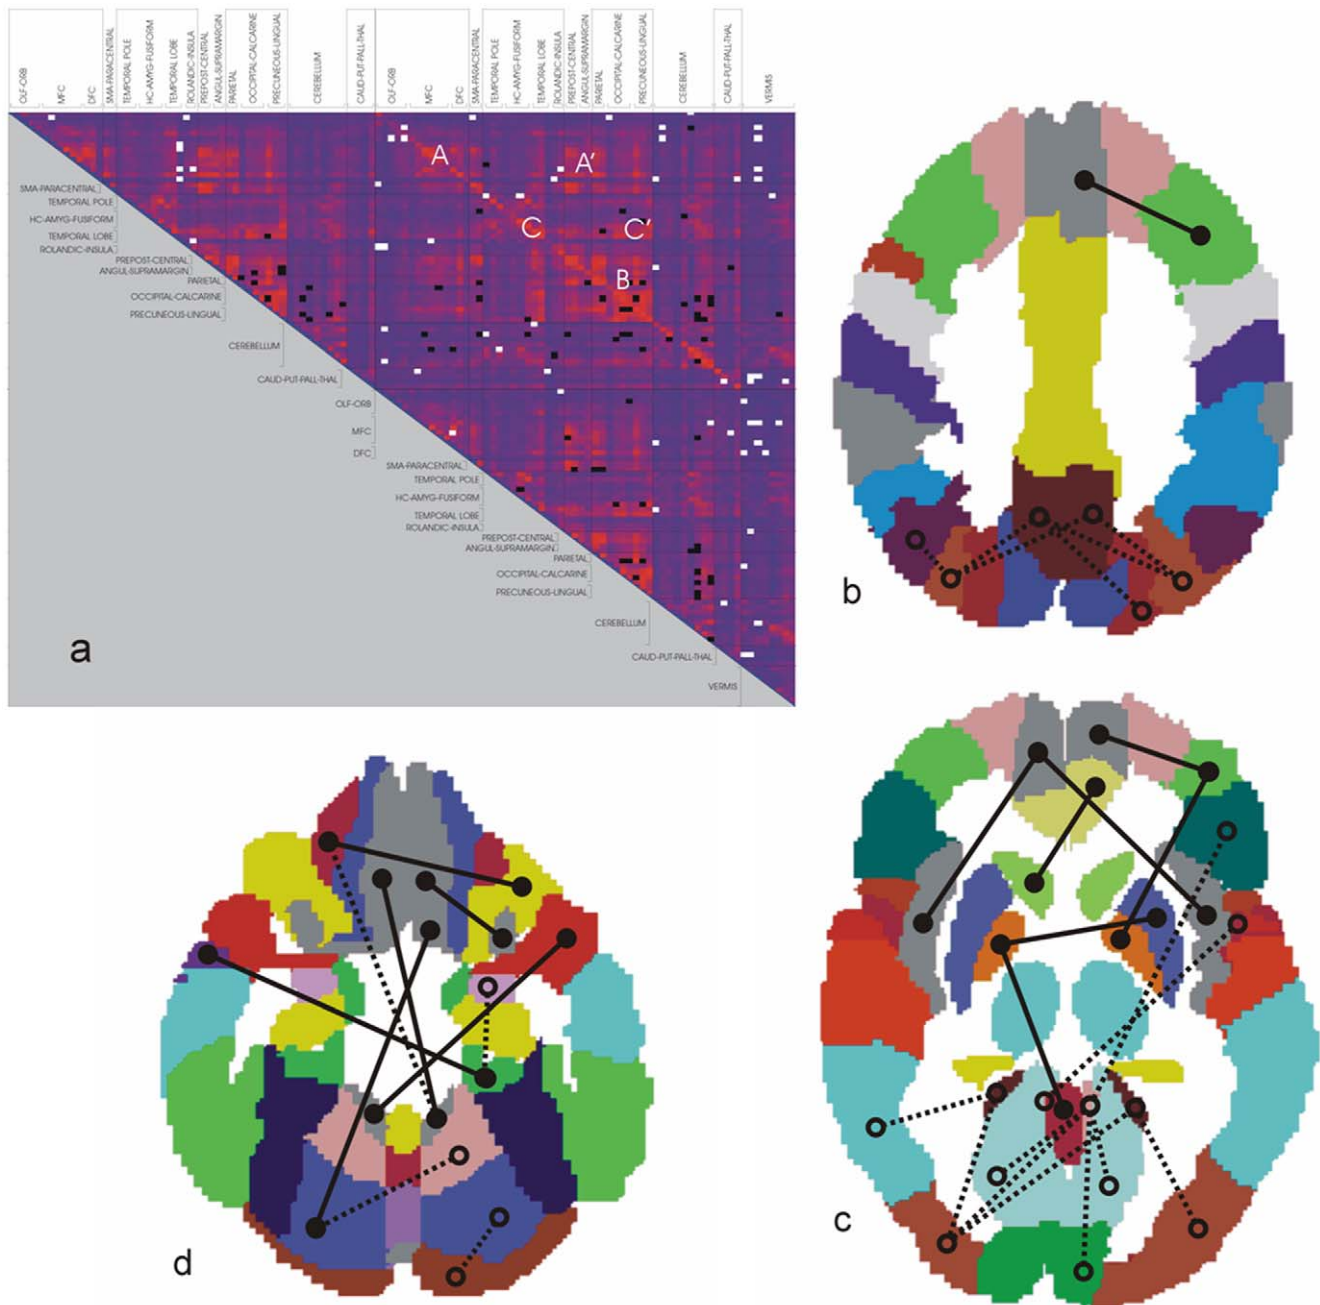 OLF-ORB
MFC
DFC
SMA-PARACENTRAL
TEMPORAL POLE
HC-AMYG-FUSIFORM
TEMPORAL LOBE
ROLANDIC-INSULA
PREPOST-CENTRAL
ANGUL-SUPRAMARGIN
PARIETAL
OCCIPITAL-CALCARINE
PRECUNEOUS-LINGUAL
CEREBELLUM
CAUD-PUT-PALL-THAL
OLF-ORB
MFC
DFC
SMA-PARACENTRAL
TEMPORAL POLE
HC-AMYG-FUSIFORM
TEMPORAL LOBE
ROLANDIC-INSULA
PREPOST-CENTRAL
ANGUL-SUPRAMARGIN
PARIETAL
OCCIPITAL-CALCARINE
PRECUNEOUS-LINGUAL
CEREBELLUM
CAUD-PUT-PALL-THAL
VERMIS
A
A'
C
C'
B
SMA-PARACENTRAL
TEMPORAL POLE
HC-AMYG-FUSIFORM
TEMPORAL LOBE
ROLANDIC-INSULA
PREPOST-CENTRAL
ANGUL-SUPRAMARGIN
PARIETAL
OCCIPITAL-CALCARINE
PRECUNEOUS-LINGUAL
CEREBELLUM
CAUD-PUT-PALL-THAL
OLF-ORB
MFC
DFC
SMA-PARACENTRAL
TEMPORAL POLE
HC-AMYG-FUSIFORM
TEMPORAL LOBE
ROLANDIC-INSULA
PREPOST-CENTRAL
ANGUL-SUPRAMARGIN
PARIETAL
OCCIPITAL-CALCARINE
PRECUNEOUS-LINGUAL
CEREBELLUM
CAUD-PUT-PALL-THAL
VERMIS
a
b
c
d